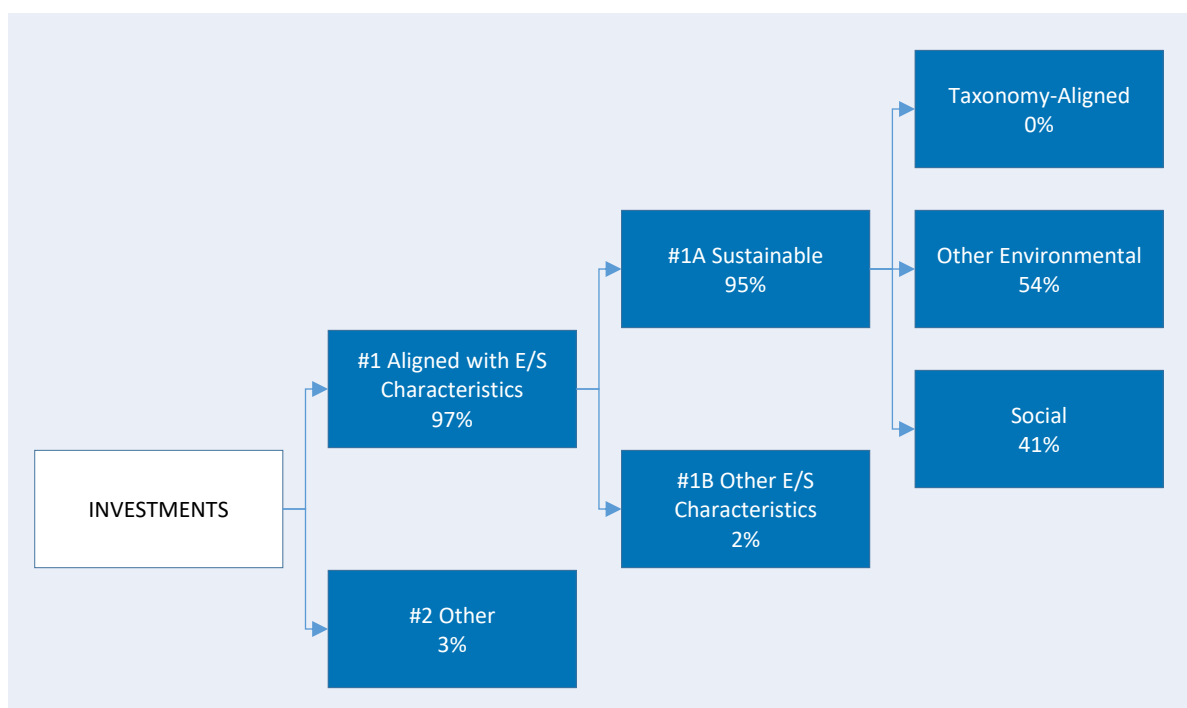 INVESTMENTS
#1 Aligned with E/S
Characteristics
97%
#2 Other
3%
#1A Sustainable
95%
#1B Other E/S
Characteristics
2%
Taxonomy-Aligned
0%
Other Environmental
54%
Social
41%